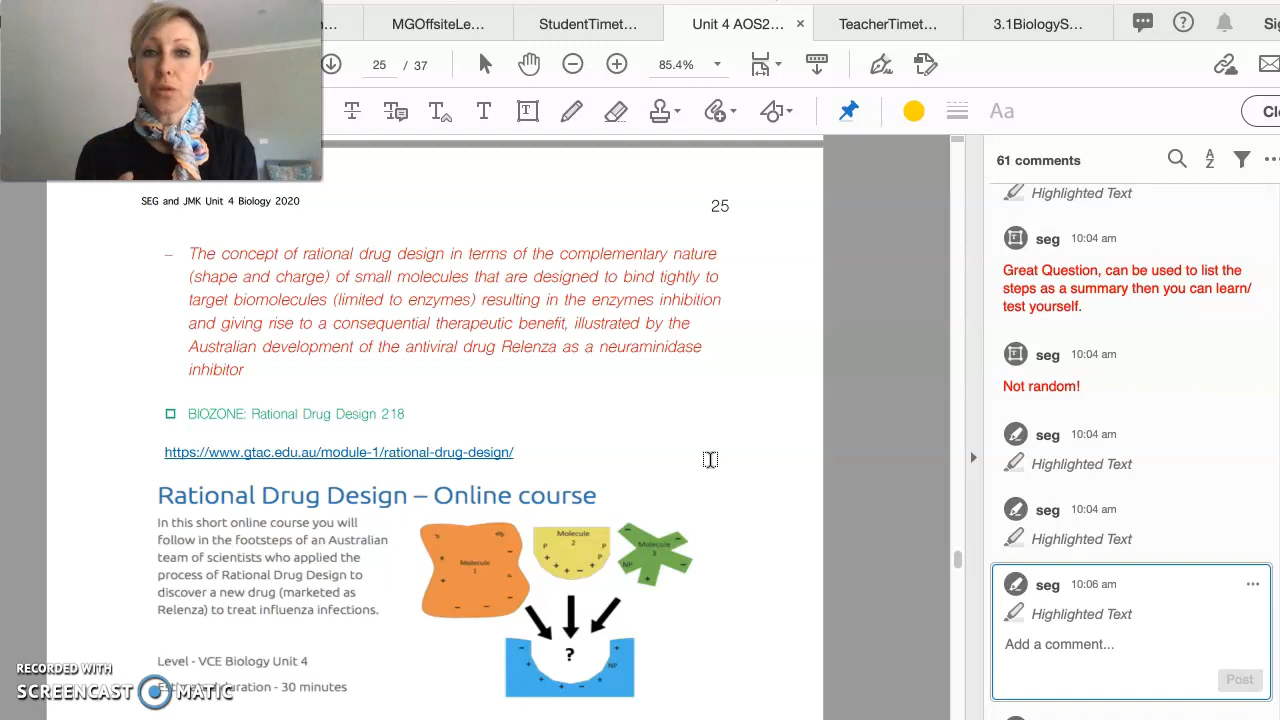 MGOffsiteLe...
StudentTimet...
Unit 4 AOS2...
×
TeacherTimet...
3.1BiologyS...
?
25 / 37
85.4%
T
T
T
T
T
Aa
61 comments
A
Z
SEG and JMK Unit 4 Biology 2020
25
– The concept of rational drug design in terms of the complementary nature
(shape and charge) of small molecules that are designed to bind tightly to
target biomolecules (limited to enzymes) resulting in the enzymes inhibition
and giving rise to a consequential therapeutic benefit, illustrated by the
Australian development of the antiviral drug Relenza as a neuraminidase
inhibitor
BIOZONE: Rational Drug Design 218
https://www.gtac.edu.au/module-1/rational-drug-design/
Rational Drug Design – Online course
In this short online course you will
follow in the footsteps of an Australian
team of scientists who applied the
process of Rational Drug Design to
discover a new drug (marketed as
Relenza) to treat influenza infections.
Level - VCE Biology Unit 4
duration - 30 minutes
Molecule
1
Molecule
2
P
P
P
Molecule
3
NP
?
NP
Highlighted Text
seg 10:04 am
Great Question, can be used to list the
steps as a summary then you can learn/
test yourself.
seg 10:04 am
Not random!
seg 10:04 am
Highlighted Text
seg 10:04 am
Highlighted Text
seg 10:06 am
Highlighted Text
Add a comment...
Post
RECORDED WITH
SCREENCAST MATIC